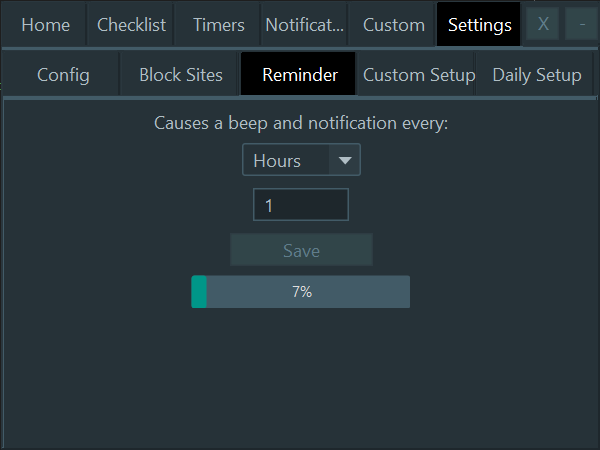 Home Checklist Timers Notificat... Custom Settings X -
Config Block Sites Reminder Custom Setup Daily Setup
Causes a beep and notification every:
Hours
1
Save
7%